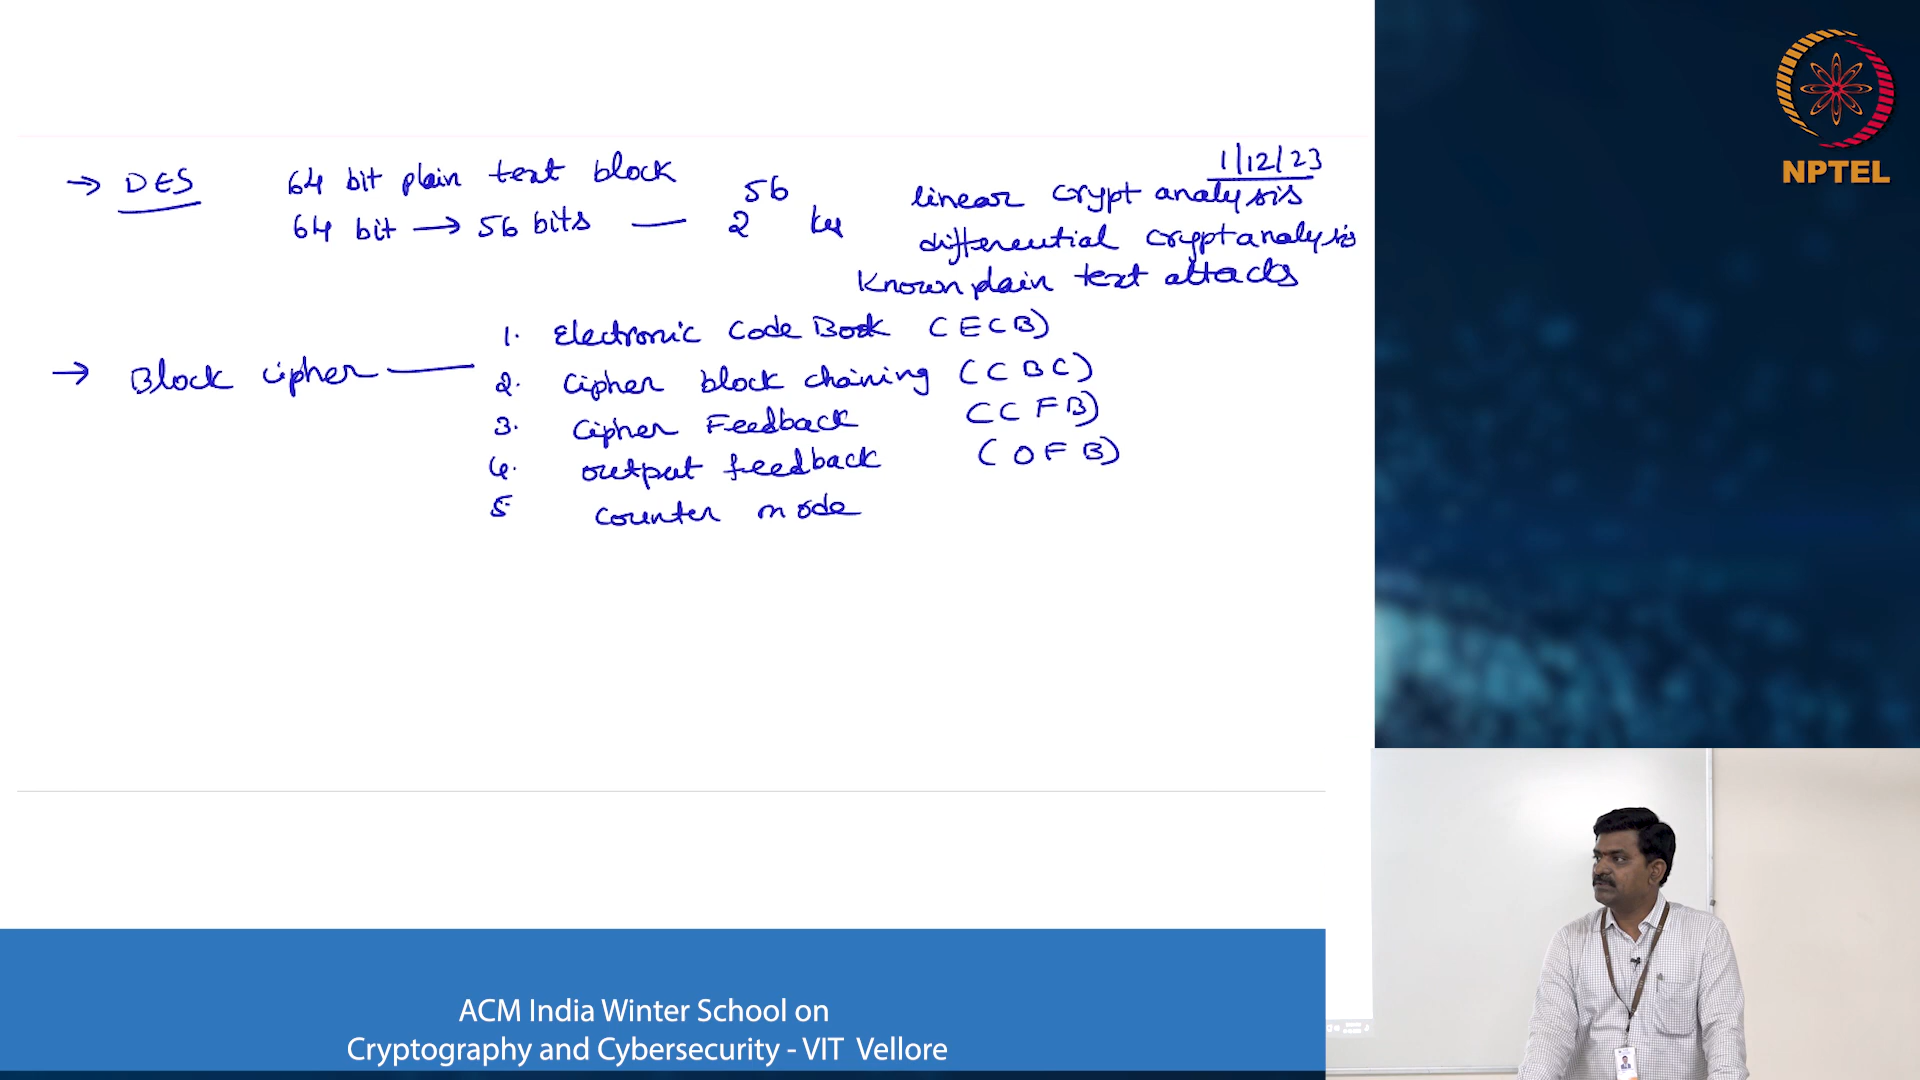 1/12/23
→ DES 64 bit plain text block
64 bit → 56 bits — 2^56 key
linear crypt analysis
differential cryptanalysis
Known plain text attacks
→ Block cipher —
1. Electronic Code Book (ECB)
2. Cipher block chaining (CBC)
3. Cipher Feedback (CFB)
4. output feedback (OFB)
5 counter mode
NPTEL
ACM India Winter School on
Cryptography and Cybersecurity - VIT Vellore